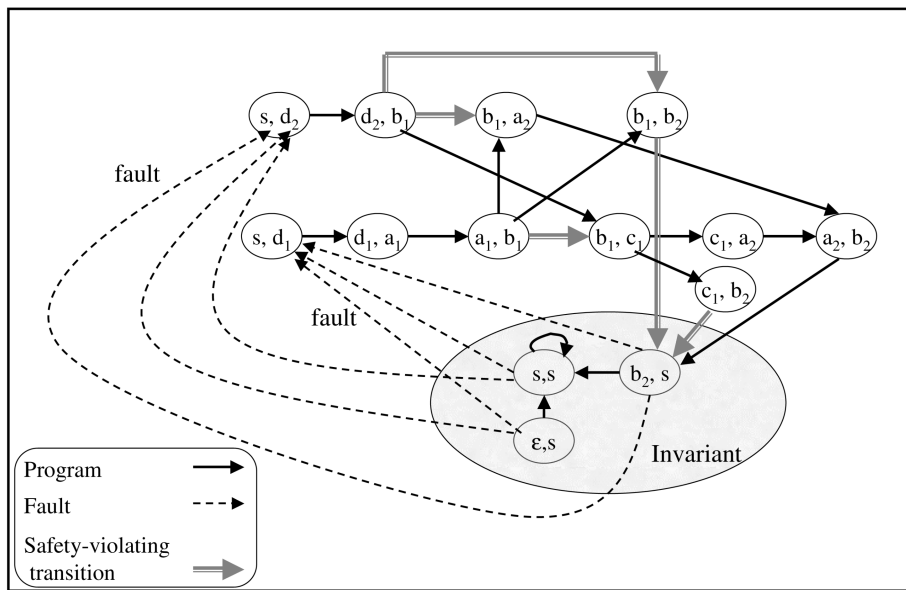 s, d₂
d₂, b₁
b₁, a₂
b₁, b₂
fault
s, d₁
d₁, a₁
a₁, b₁
b₁, c₁
c₁, a₂
a₂, b₂
c₁, b₂
fault
s,s
b₂, s
ε,s
Invariant
Program
Fault
Safety-violating
transition